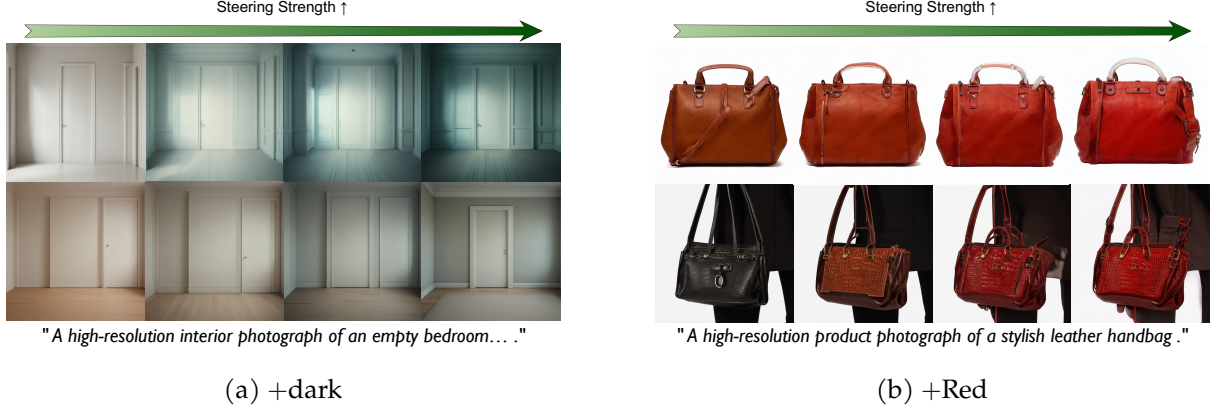 Steering Strength ↑
Steering Strength ↑
" A high-resolution interior photograph of an empty bedroom… ."
" A high-resolution product photograph of a stylish leather handbag ."
(a) +dark
(b) +Red